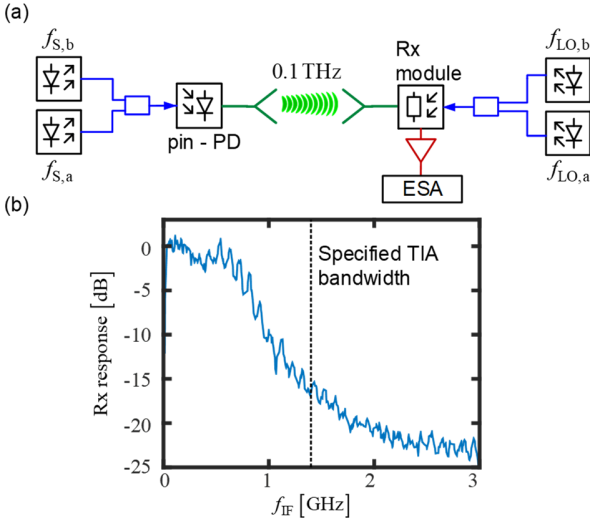 (a)
f_S,b
f_S,a
pin - PD
0.1 THz
Rx
module
ESA
f_LO,b
f_LO,a
(b)
Specified TIA
bandwidth
Rx response [dB]
0
-5
-10
-15
-20
-25
0 1 2 3
f_IF [GHz]